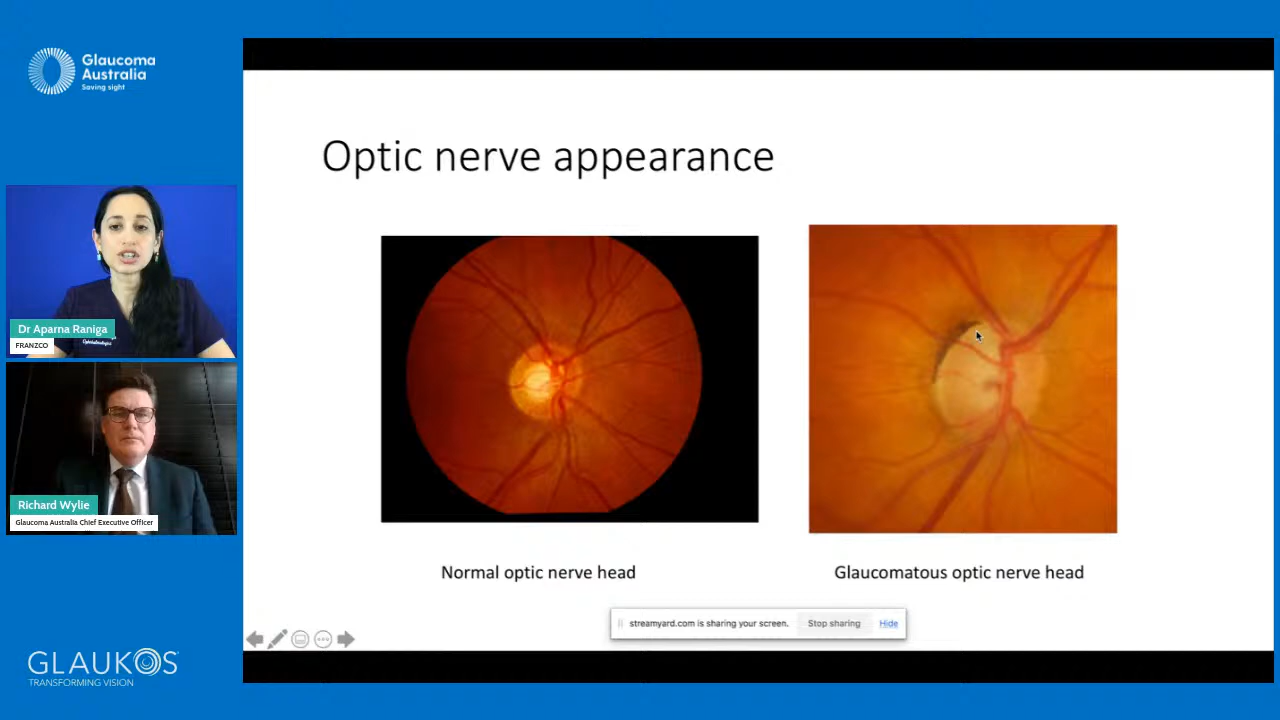 Glaucoma
Australia
Saving sight
Optic nerve appearance
Dr Aparna Raniga
FRANZCO
Richard Wylie
Glaucoma Australia Chief Executive Officer
Normal optic nerve head
Glaucomatous optic nerve head
streamyard.com is sharing your screen.
Stop sharing
Hide
GLAUKOS
TRANSFORMING VISION